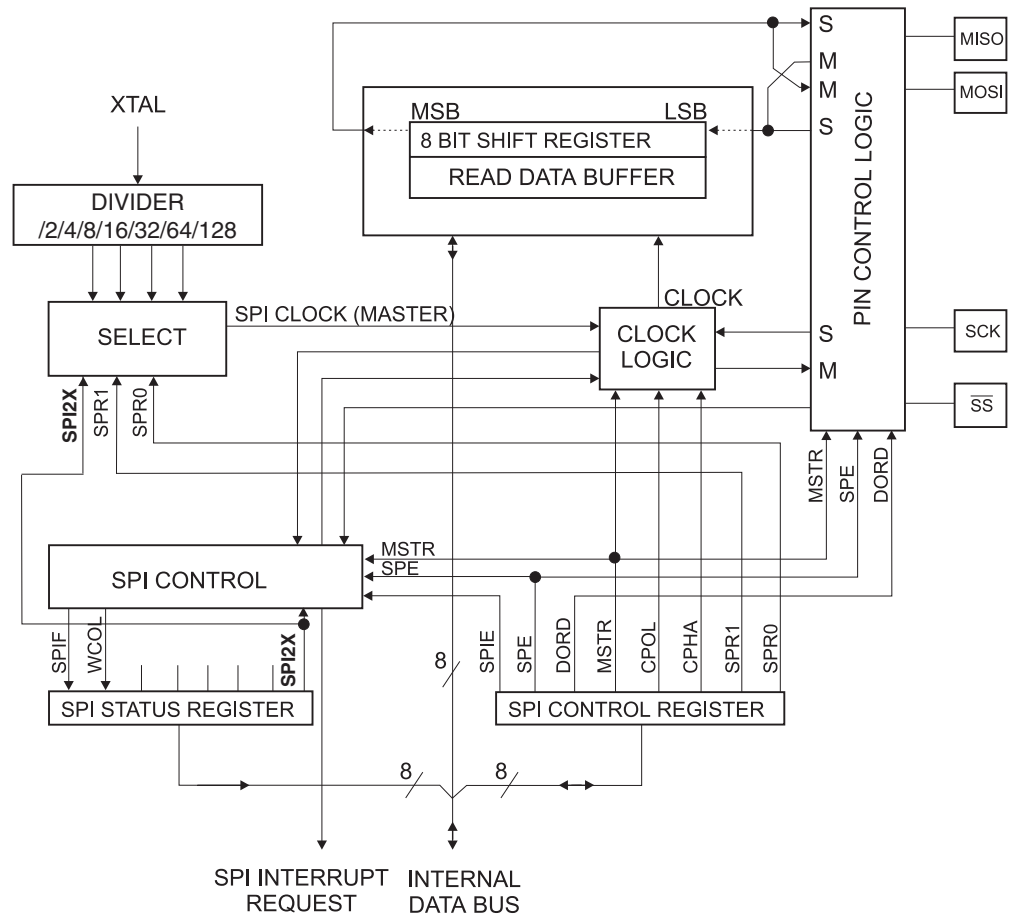 S
MISO
M
MOSI
XTAL
MSB
LSB
M
S
8 BIT SHIFT REGISTER
READ DATA BUFFER
DIVIDER
/2/4/8/16/32/64/128
PIN CONTROL LOGIC
SPI CLOCK (MASTER)
CLOCK
SELECT
CLOCK
LOGIC
S
SCK
M
SPI2X
SPR1
SPR0
SS
MSTR
SPE
DORD
MSTR
SPE
SPI CONTROL
SPIF
WCOL
SPI2X
8
SPIE
SPE
DORD
MSTR
CPOL
CPHA
SPR1
SPR0
SPI STATUS REGISTER
SPI CONTROL REGISTER
8
8
SPI INTERRUPT
REQUEST
INTERNAL
DATA BUS